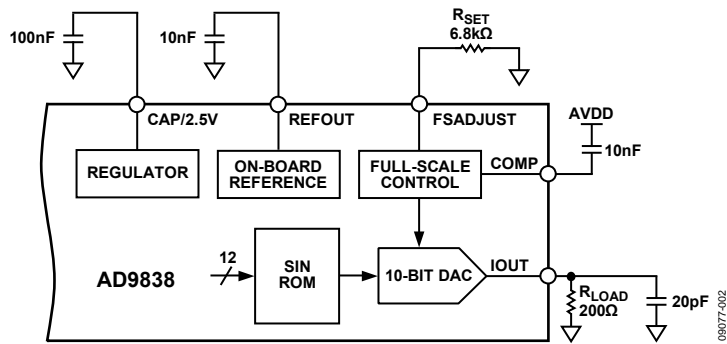 100nF
10nF
RSET
6.8kΩ
CAP/2.5V
REFOUT
FSADJUST
AVDD
REGULATOR
ON-BOARD
REFERENCE
FULL-SCALE
CONTROL
COMP
10nF
12
AD9838
SIN
ROM
10-BIT DAC
IOUT
RLOAD
200Ω
20pF
09077-002